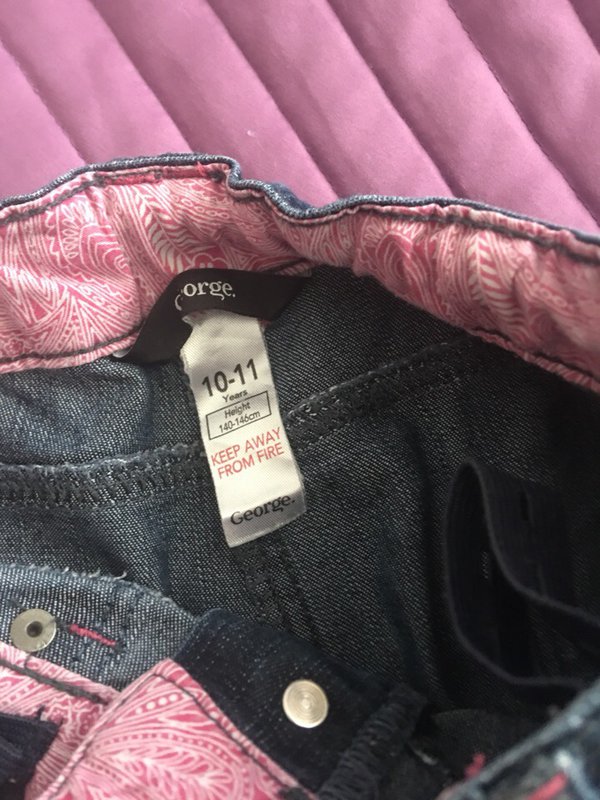 George.
10-11
Years
Height
140-146cm
KEEP AWAY
FROM FIRE
George.